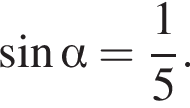 sin α = 1/5.